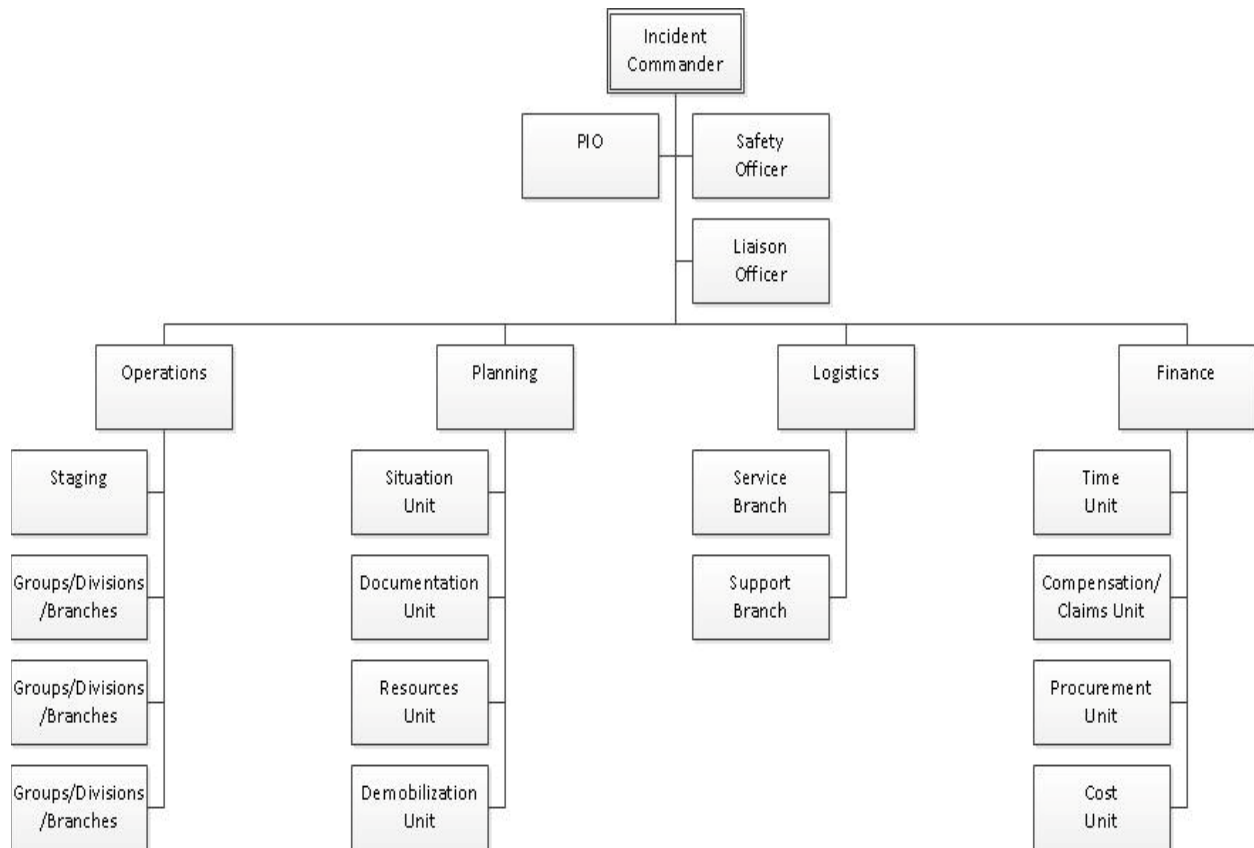 Incident
Commander
PIO
Safety
Officer
Liaison
Officer
Operations
Planning
Logistics
Finance
Staging
Situation
Unit
Service
Branch
Time
Unit
Groups/Divisions
/Branches
Documentation
Unit
Support
Branch
Compensation/
Claims Unit
Groups/Divisions
/Branches
Resources
Unit
Procurement
Unit
Groups/Divisions
/Branches
Demobilization
Unit
Cost
Unit